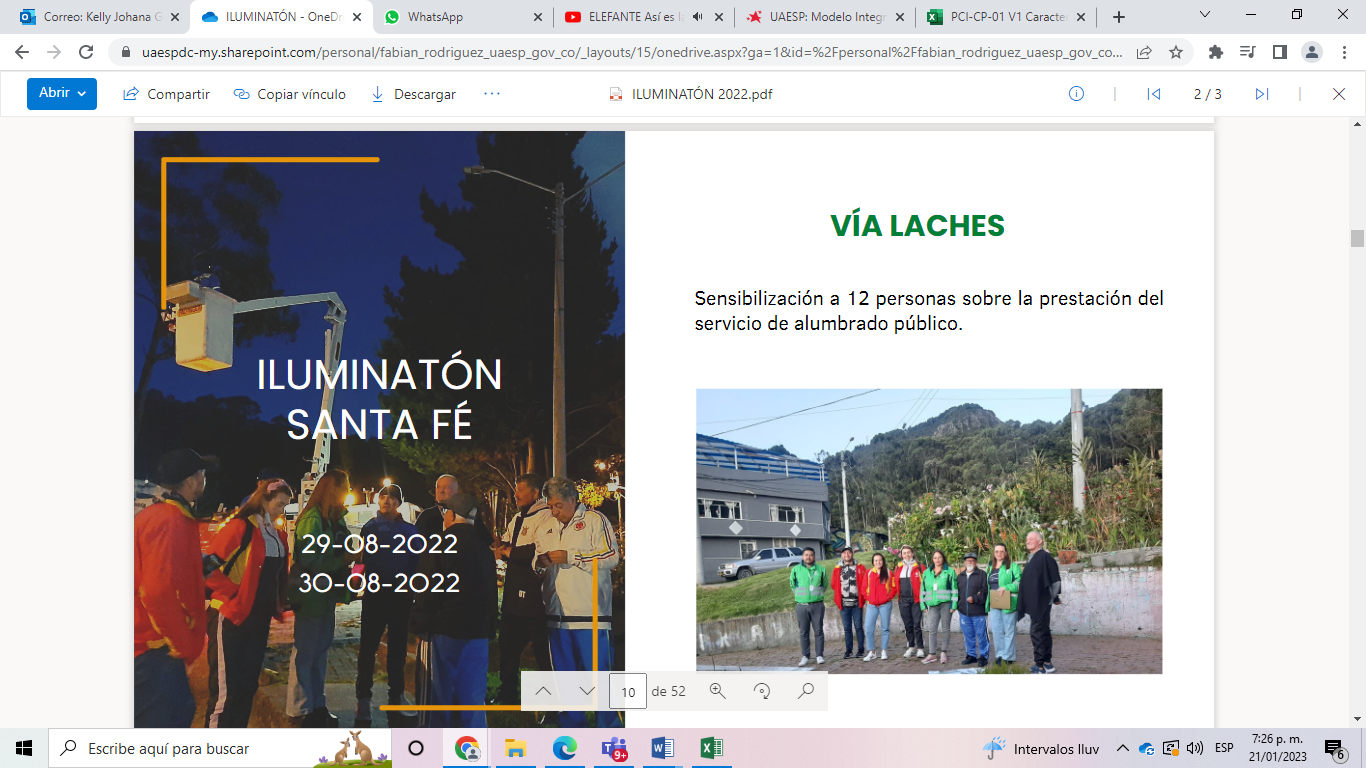 Correo: Kelly Johana G
ILUMINATÓN - OneDr
WhatsApp
ELEFANTE Así es la
UAESP: Modelo Integr
PCI-CP-01 V1 Caracte
uaespdc-my.sharepoint.com/personal/fabian_rodriguez_uaesp_gov_co/_layouts/15/onedrive.aspx?ga=1&id=%2Fpersonal%2Ffabian_rodriguez_uaesp_gov_co...
Abrir
Compartir
Copiar vínculo
Descargar
ILUMINATÓN 2022.pdf
2 / 3
ILUMINATÓN
SANTA FÉ
29-08-2022
30-08-2022
VÍA LACHES
Sensibilización a 12 personas sobre la prestación del
servicio de alumbrado público.
10 de 52
Escribe aquí para buscar
9+
Intervalos lluv
ESP
7:26 p. m.
21/01/2023
6